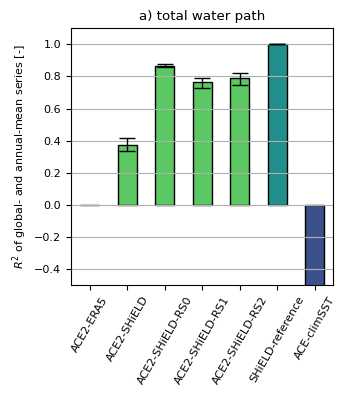 a) total water path
R² of global- and annual-mean series [-]
1.0
0.8
0.6
0.4
0.2
0.0
−0.2
−0.4
ACE2-ERA5
ACE2-SHiELD
ACE2-SHiELD-RS0
ACE2-SHiELD-RS1
ACE2-SHiELD-RS2
SHiELD-reference
ACE-climSST